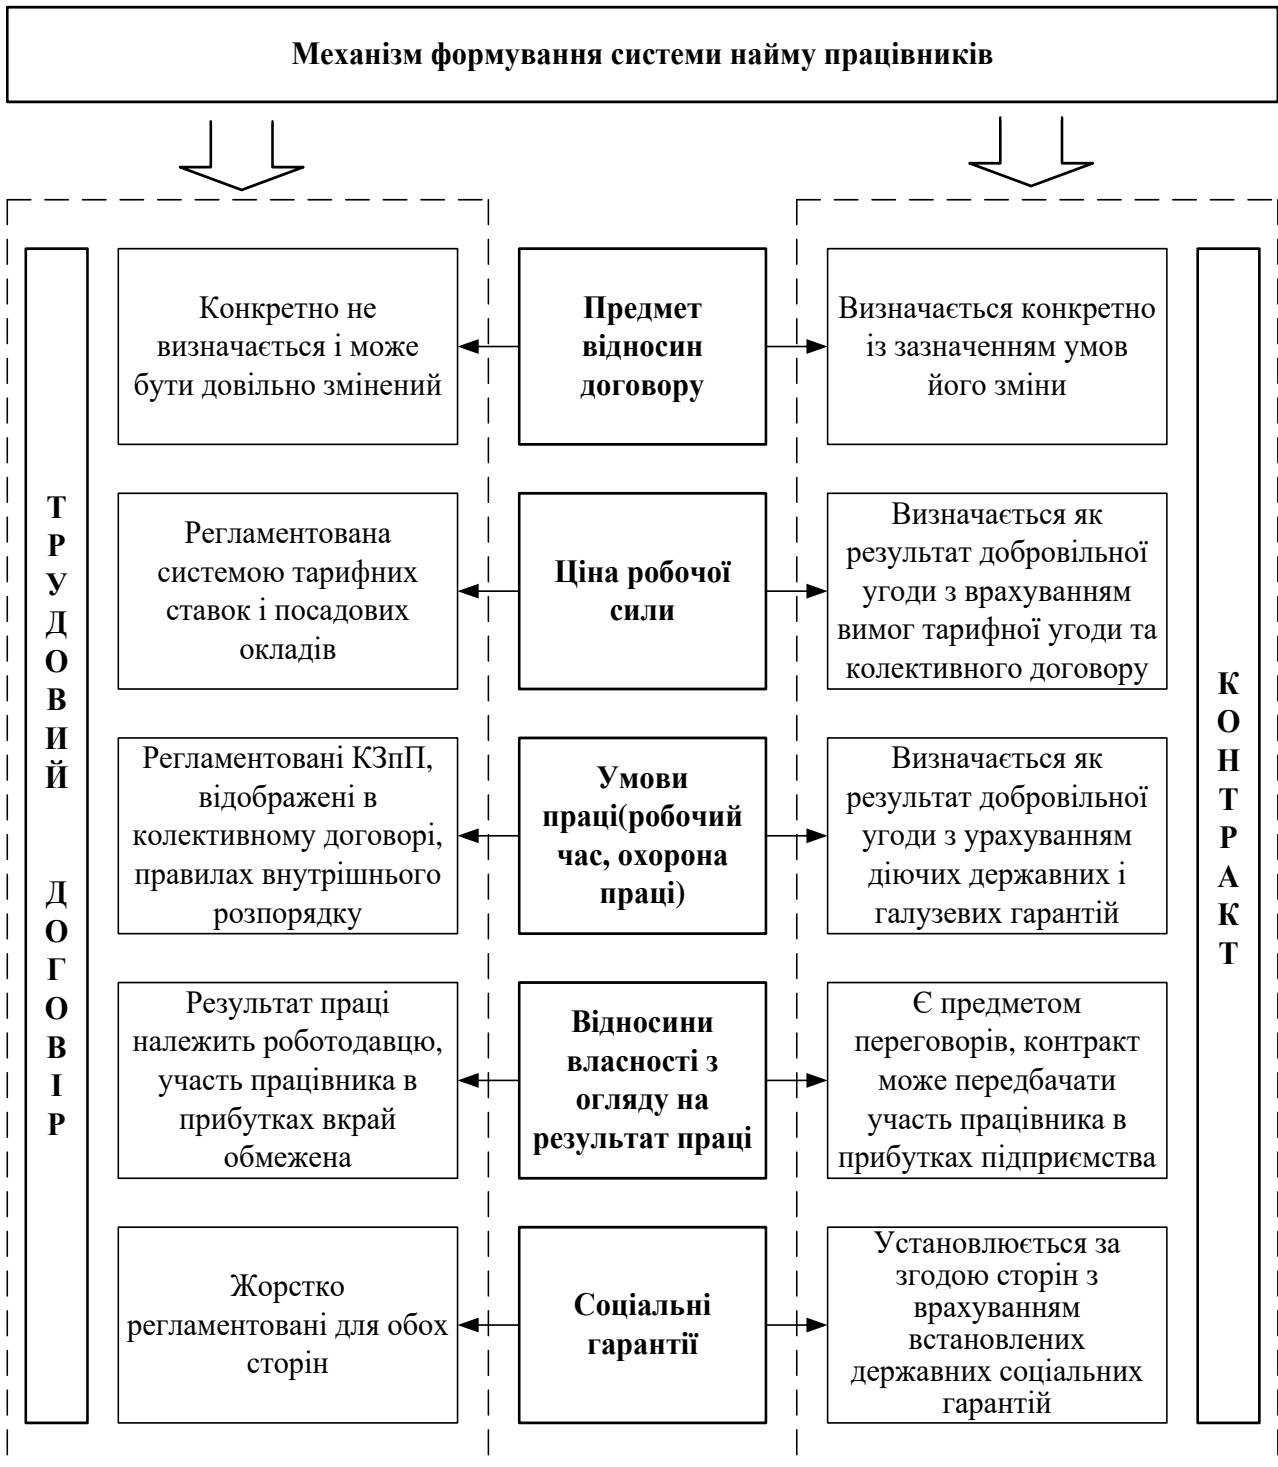 Механізм формування системи найму працівників
ТРУДОВИЙ ДОГОВІР
Конкретно не
визначається і може
бути довільно змінений
Предмет
відносин
договору
Визначається конкретно
із зазначенням умов
його зміни
Регламентована
системою тарифних
ставок і посадових
окладів
Ціна робочої
сили
Визначається як
результат добровільної
угоди з врахуванням
вимог тарифної угоди та
колективного договору
Регламентовані КЗпП,
відображені в
колективному договорі,
правилах внутрішнього
розпорядку
Умови
праці(робочий
час, охорона
праці)
Визначається як
результат добровільної
угоди з урахуванням
діючих державних і
галузевих гарантій
Результат праці
належить роботодавцю,
участь працівника в
прибутках вкрай
обмежена
Відносини
власності з
огляду на
результат праці
Є предметом
переговорів, контракт
може передбачати
участь працівника в
прибутках підприємства
Жорстко
регламентовані для обох
сторін
Соціальні
гарантії
Установлюється за
згодою сторін з
врахуванням
встановлених
державних соціальних
гарантій
КОНТРАКТ